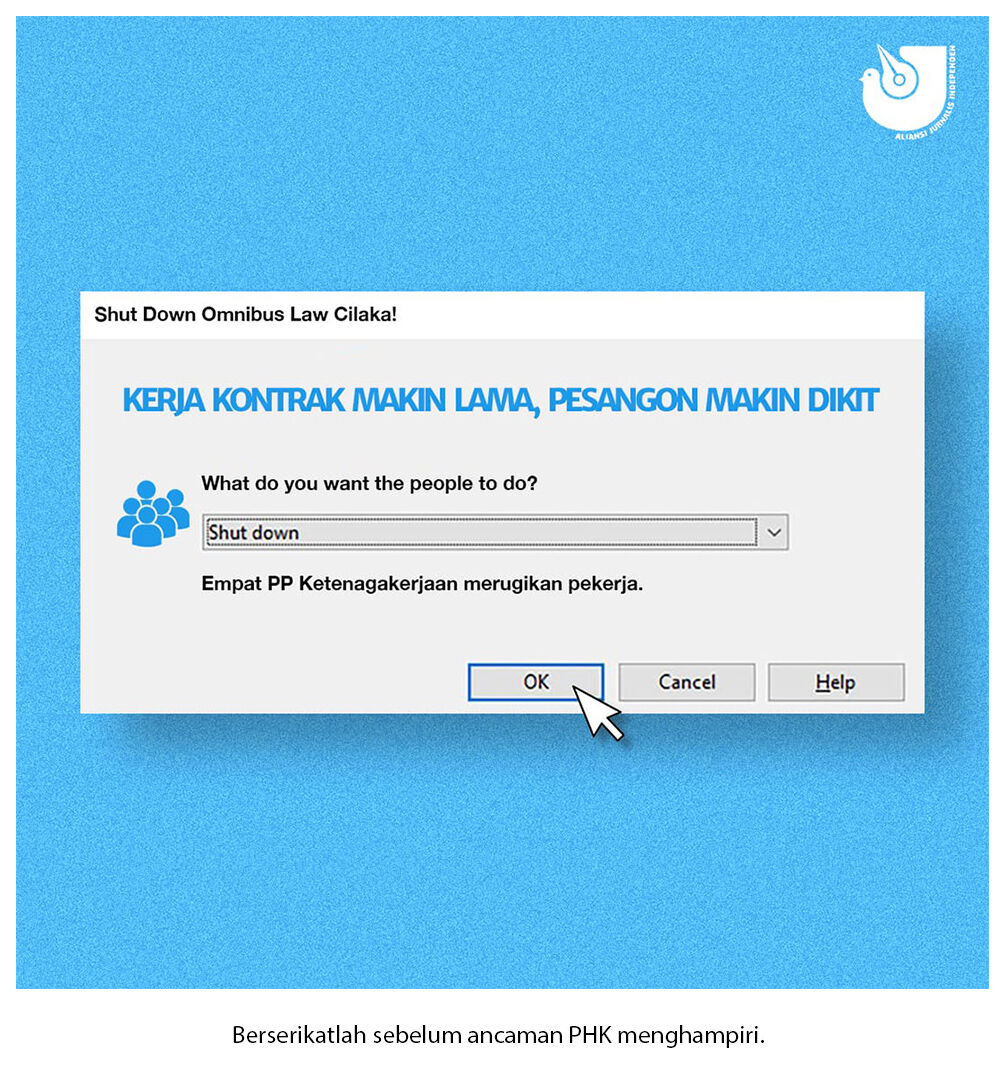 ALIANSI JURNALIS INDEPENDEN
Shut Down Omnibus Law Cilaka!
KERJA KONTRAK MAKIN LAMA, PESANGON MAKIN DIKIT
What do you want the people to do?
Shut down
Empat PP Ketenagakerjaan merugikan pekerja.
OK
Cancel
Help
Berserikatlah sebelum ancaman PHK menghampiri.